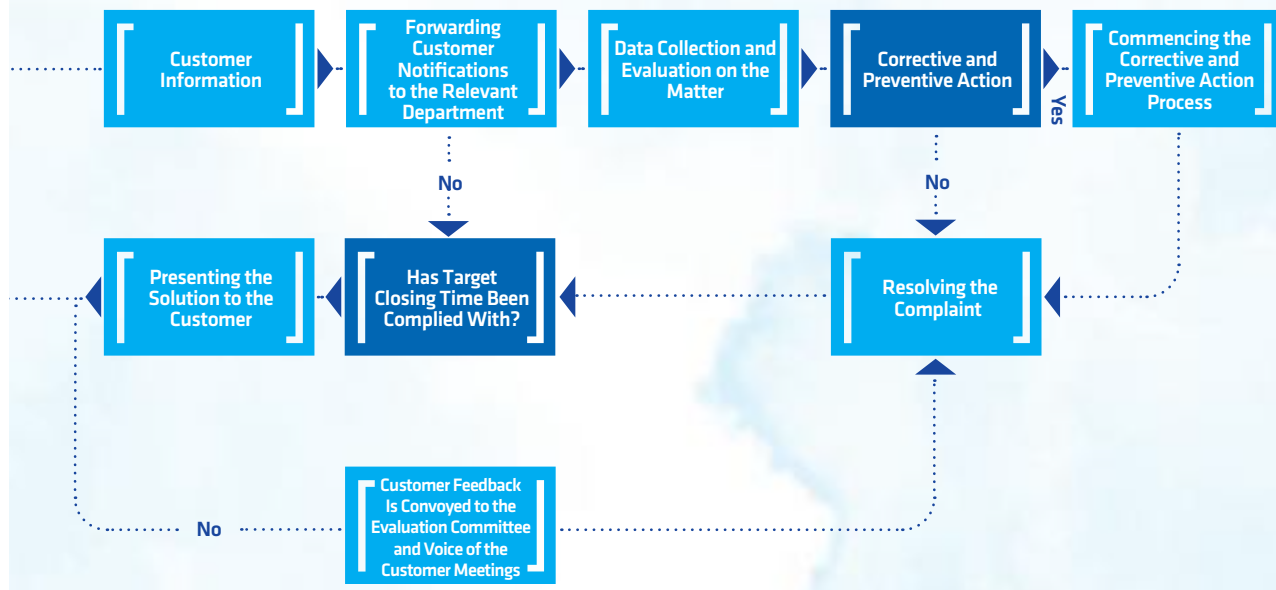 Customer
Information
Forwarding
Customer
Notifications
to the Relevant
Department
Data Collection and
Evaluation on the
Matter
Corrective and
Preventive Action
Yes
Commencing the
Corrective and
Preventive Action
Process
No
No
Presenting the
Solution to the
Customer
Has Target
Closing Time Been
Complied With?
Resolving the
Complaint
No
Customer Feedback
Is Convoyed to the
Evaluation Committee
and Voice of the
Customer Meetings